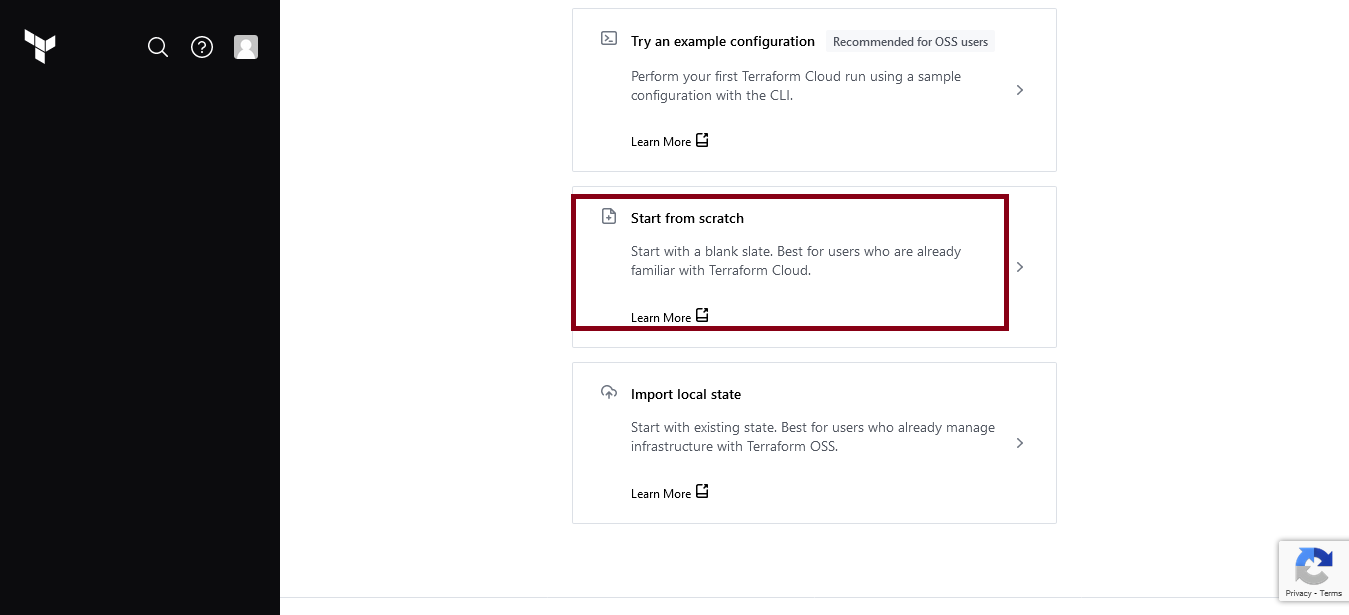 Try an example configuration Recommended for OSS users
Perform your first Terraform Cloud run using a sample
configuration with the CLI.
Learn More
Start from scratch
Start with a blank slate. Best for users who are already
familiar with Terraform Cloud.
Learn More
Import local state
Start with existing state. Best for users who already manage
infrastructure with Terraform OSS.
Learn More
Privacy - Terms